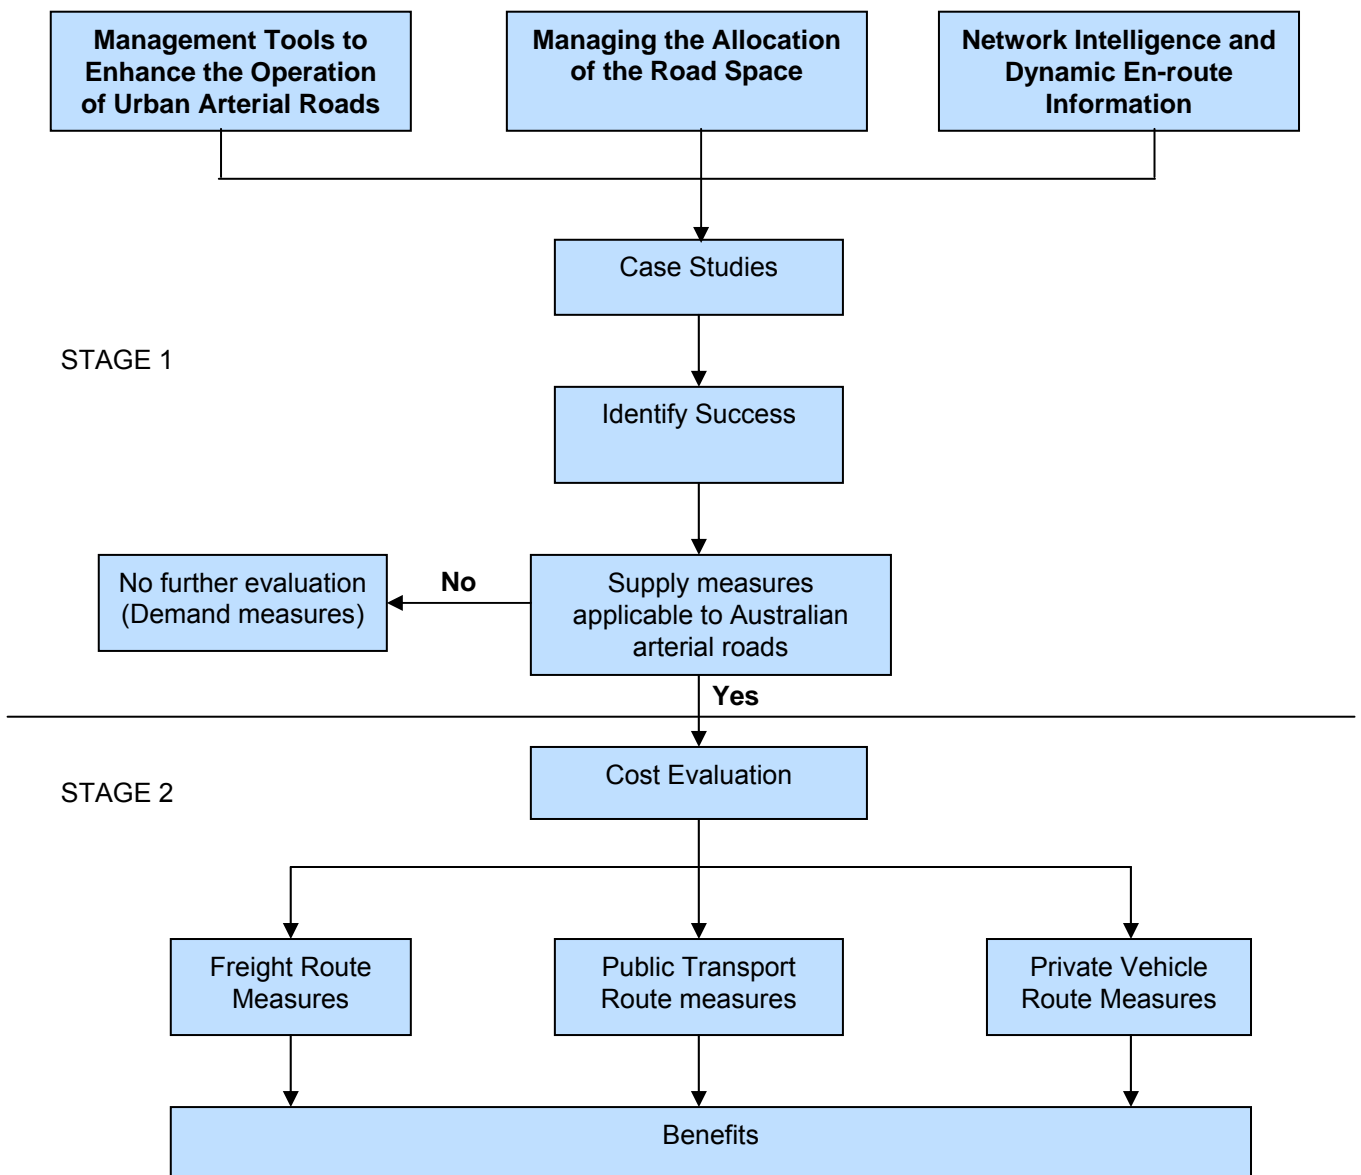 Management Tools to
Enhance the Operation
of Urban Arterial Roads
Managing the Allocation
of the Road Space
Network Intelligence and
Dynamic En-route
Information
Case Studies
STAGE 1
Identify Success
No further evaluation
(Demand measures)
No
Supply measures
applicable to Australian
arterial roads
Yes
Cost Evaluation
STAGE 2
Freight Route
Measures
Public Transport
Route measures
Private Vehicle
Route Measures
Benefits